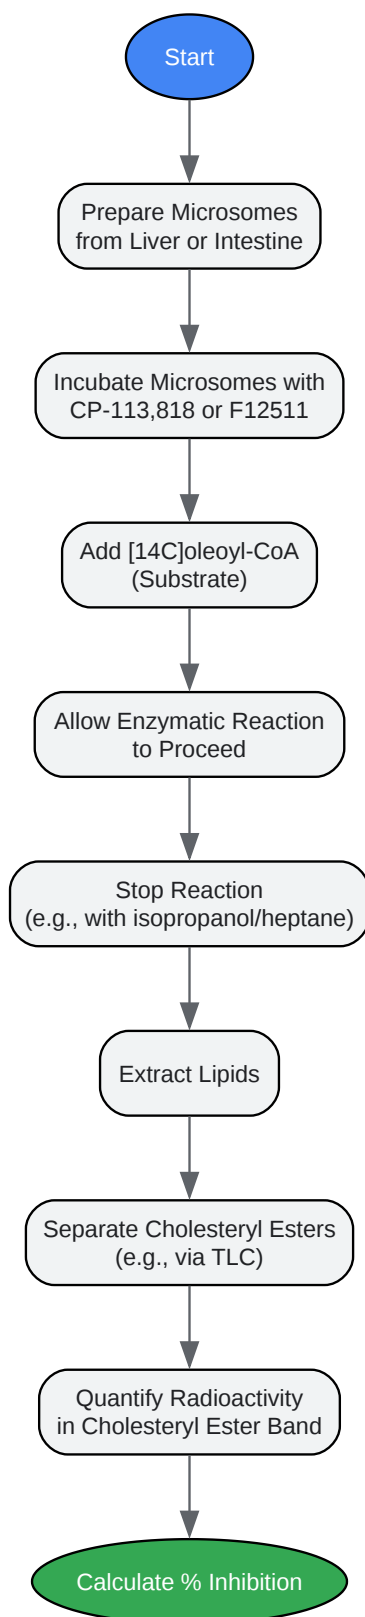 Start
Prepare Microsomes
from Liver or Intestine
Incubate Microsomes with
CP-113,818 or F12511
Add [14C]oleoyl-CoA
(Substrate)
Allow Enzymatic Reaction
to Proceed
Stop Reaction
(e.g., with isopropanol/heptane)
Extract Lipids
Separate Cholesteryl Esters
(e.g., via TLC)
Quantify Radioactivity
in Cholesteryl Ester Band
Calculate % Inhibition